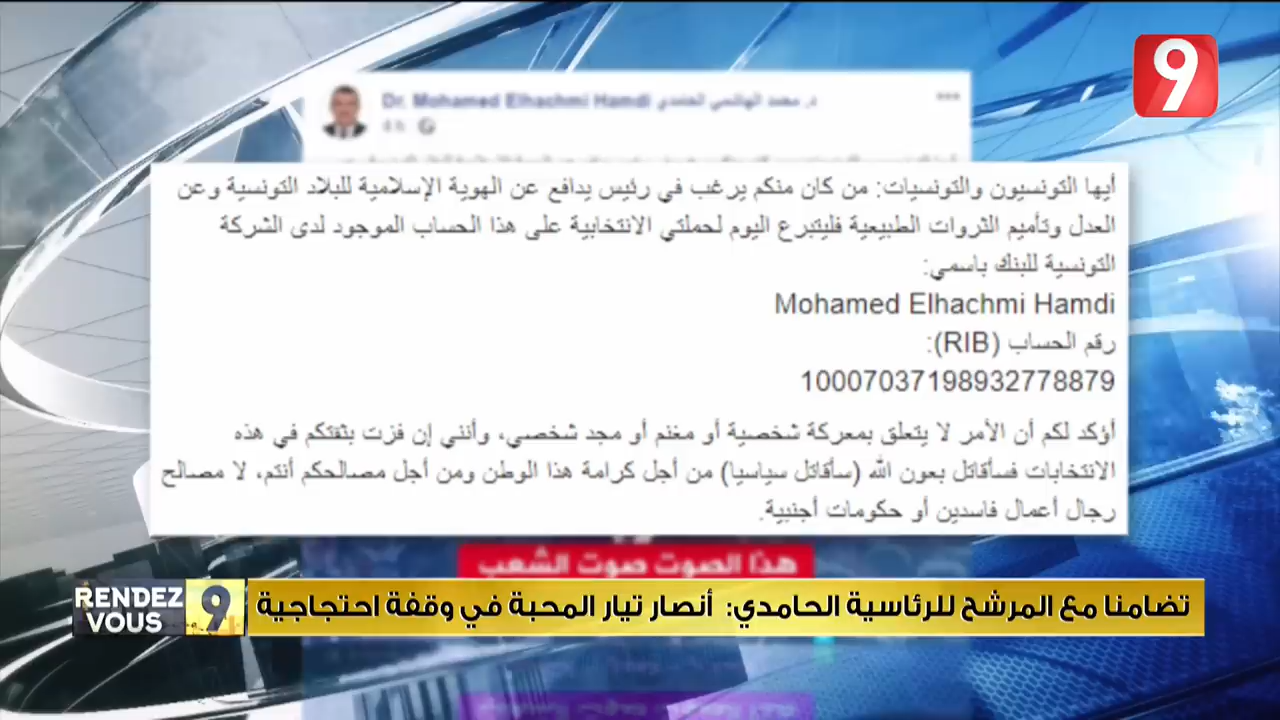 9
Dr. Mohamed Elhachmi Hamdi د. محمد الهاشمي الحامدي
أيها التونسيون والتونسيات: من كان منكم يرغب في رئيس يدافع عن الهوية الإسلامية للبلاد التونسية وعن
العدل وتأميم الثروات الطبيعية فليتبرع اليوم لحملتي الانتخابية على هذا الحساب الموجود لدى الشركة
التونسية للبنك باسمي:
Mohamed Elhachmi Hamdi
رقم الحساب (RIB):
10007037198932778879
أؤكد لكم أن الأمر لا يتعلق بمعركة شخصية أو مغنم أو مجد شخصي، وأنني إن فزت بثقتكم في هذه
الانتخابات فسأقاتل بعون الله (سأقاتل سياسيا) من أجل كرامة هذا الوطن ومن أجل مصالحكم أنتم، لا مصالح
رجال أعمال فاسدين أو حكومات أجنبية.
هذا الصوت صوت الشعب
RENDEZ VOUS 9
تضامنا مع المرشح للرئاسية الحامدي: أنصار تيار المحبة في وقفة احتجاجية